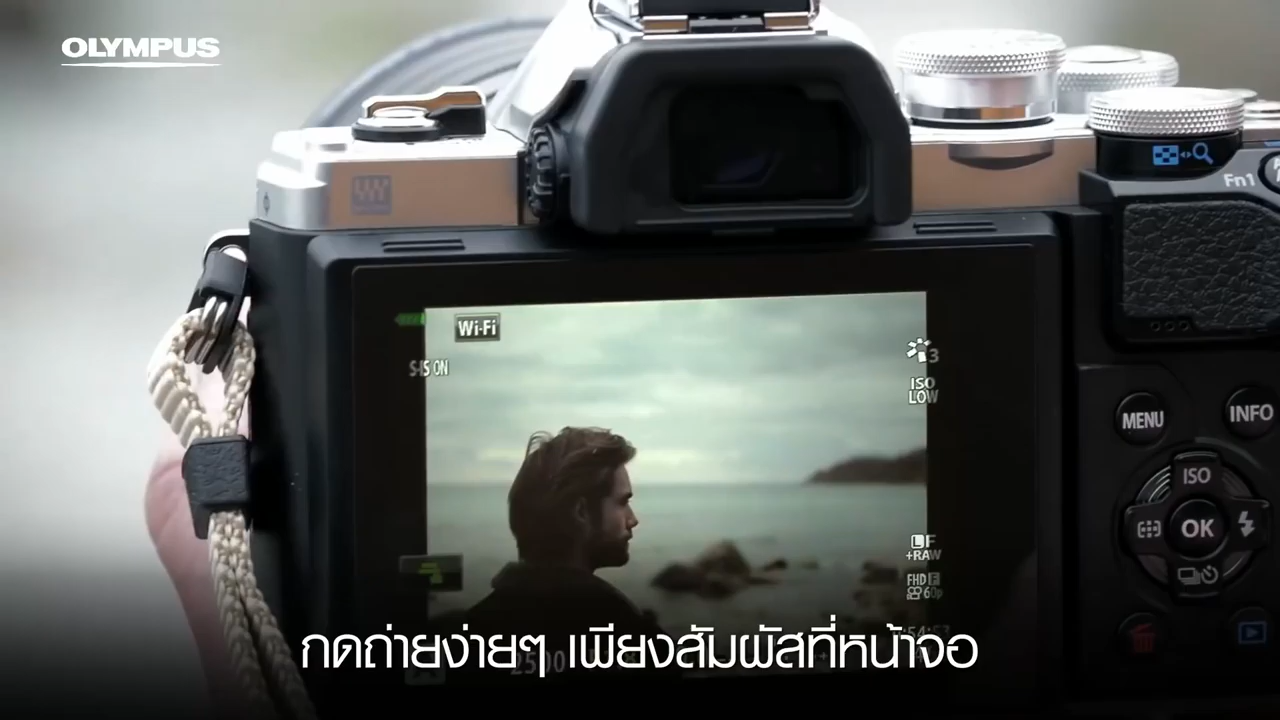 OLYMPUS
Fn1
Wi-Fi
S-IS ON
3
ISO
LOW
MENU
INFO
ISO
OK
LF
+RAW
FHD F
60p
กดถ่ายง่ายๆ เพียงสัมผัสที่หน้าจอ
2500